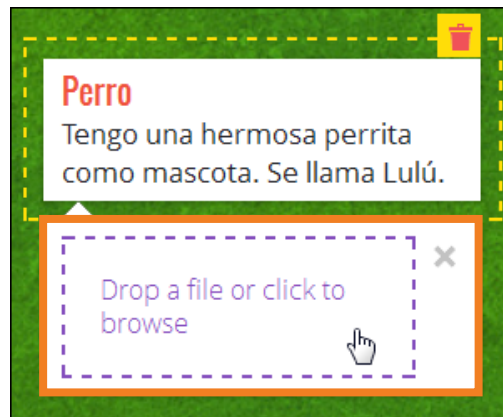 Perro
Tengo una hermosa perrita
como mascota. Se llama Lulú.
Drop a file or click to
browse